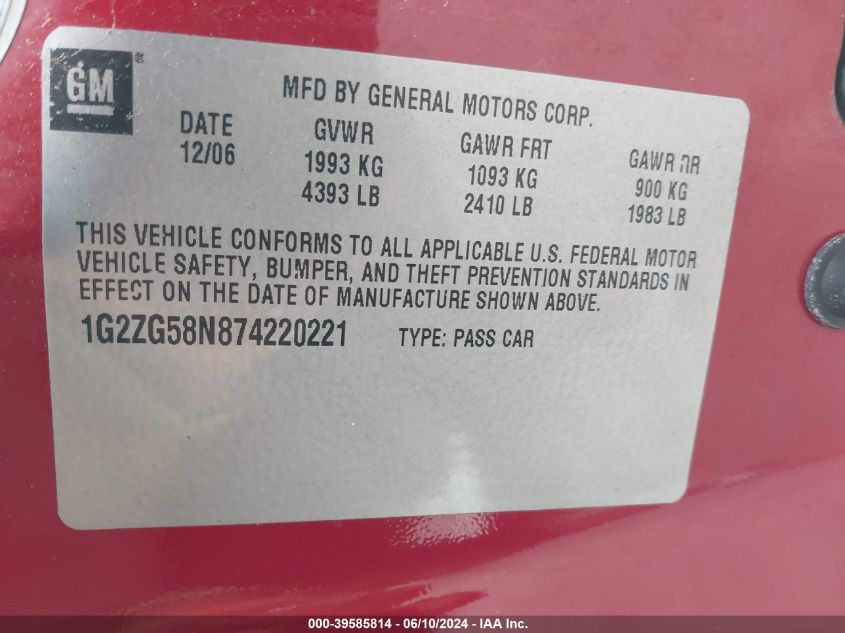 GM®
MFD BY GENERAL MOTORS CORP.
DATE GVWR GAWR FRT GAWR RR
12/06 1993 KG 1093 KG 900 KG
4393 LB 2410 LB 1983 LB
THIS VEHICLE CONFORMS TO ALL APPLICABLE U.S. FEDERAL MOTOR
VEHICLE SAFETY, BUMPER, AND THEFT PREVENTION STANDARDS IN
EFFECT ON THE DATE OF MANUFACTURE SHOWN ABOVE.
1G2ZG58N874220221 TYPE: PASS CAR
000-39585814 - 06/10/2024 - IAA Inc.